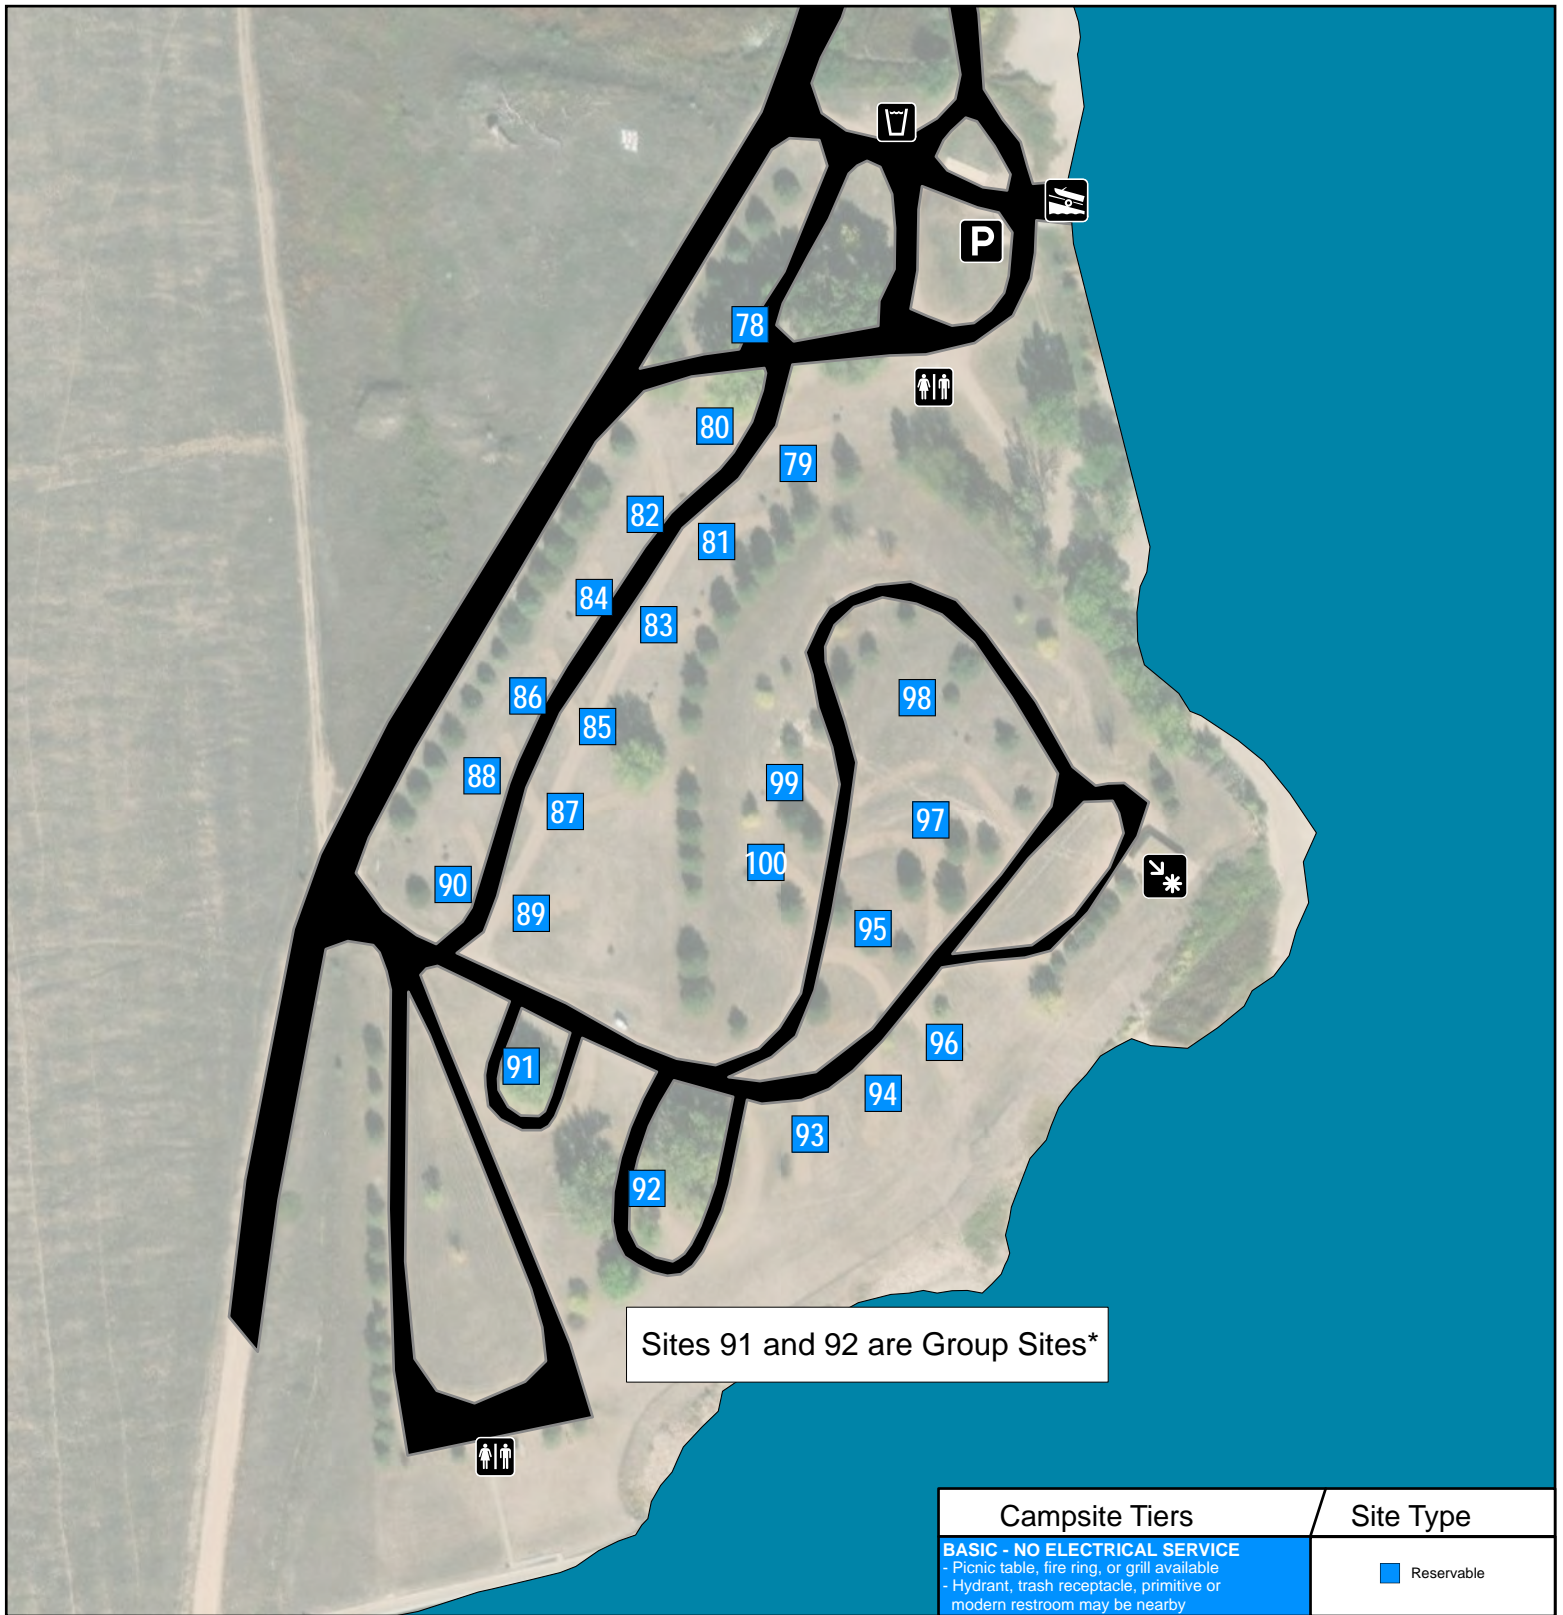 P
78
80
79
82
81
84
83
86
85
98
88
99
87
97
100
90
89
95
96
91
94
93
92
Sites 91 and 92 are Group Sites*
Campsite Tiers
Site Type
BASIC - NO ELECTRICAL SERVICE
- Picnic table, fire ring, or grill available
- Hydrant, trash receptacle, primitive or
modern restroom may be nearby
Reservable